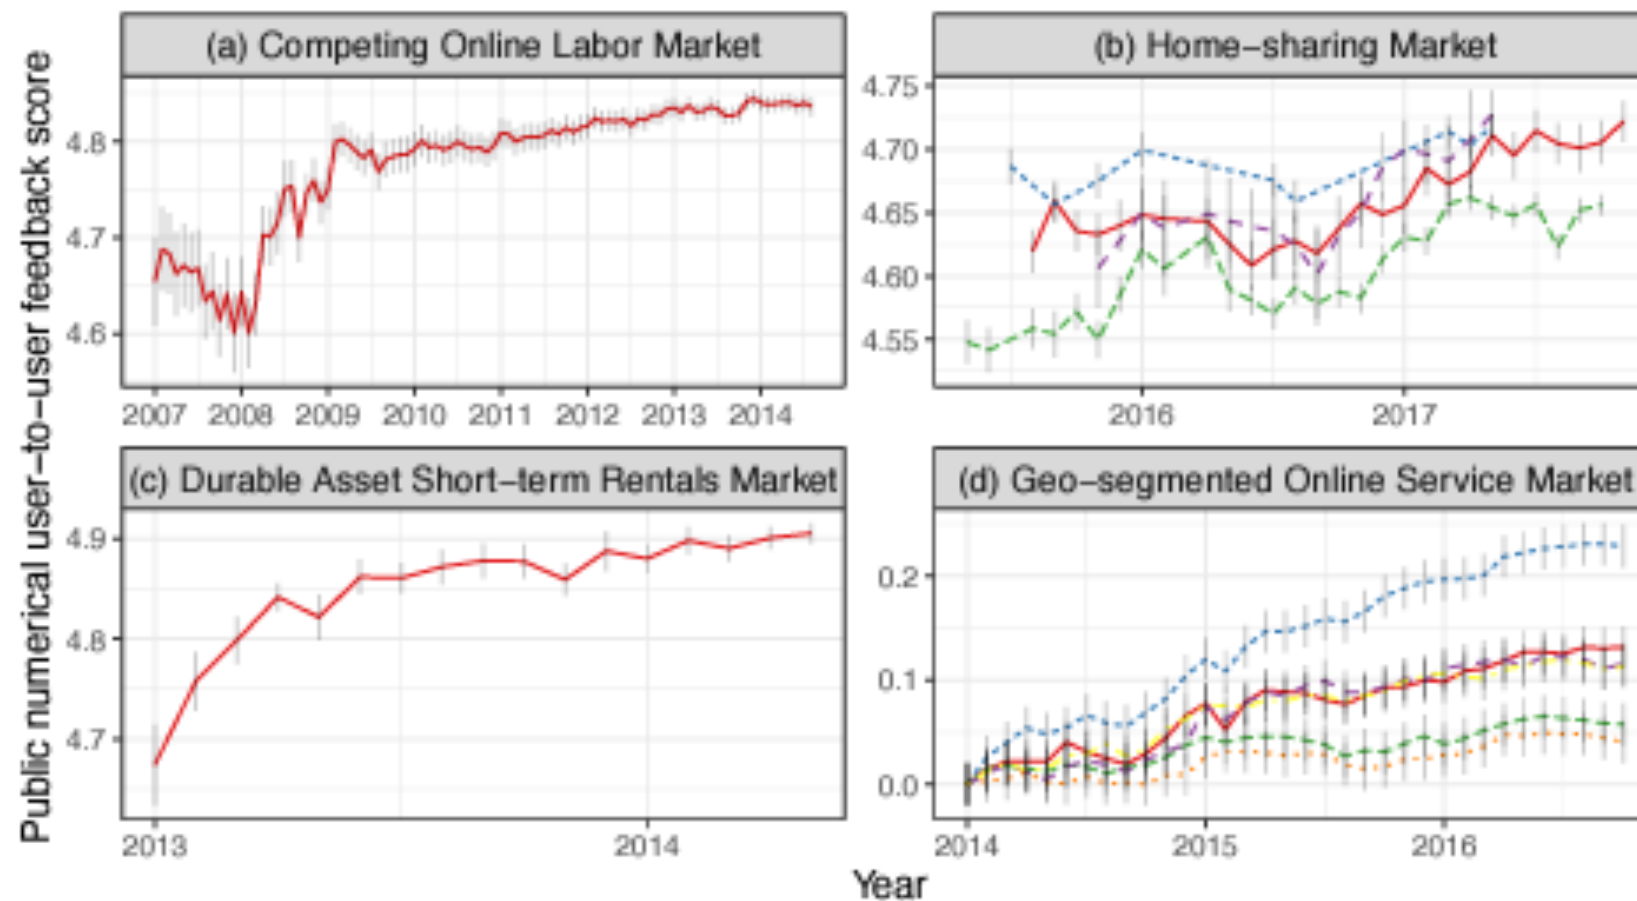 Public numerical user-to-user feedback score
(a) Competing Online Labor Market
4.8
4.7
4.6
2007 2008 2009 2010 2011 2012 2013 2014
(b) Home-sharing Market
4.75
4.70
4.65
4.60
4.55
2016 2017
(c) Durable Asset Short-term Rentals Market
4.9
4.8
4.7
2013 2014
(d) Geo-segmented Online Service Market
0.2
0.1
0.0
2014 2015 2016
Year